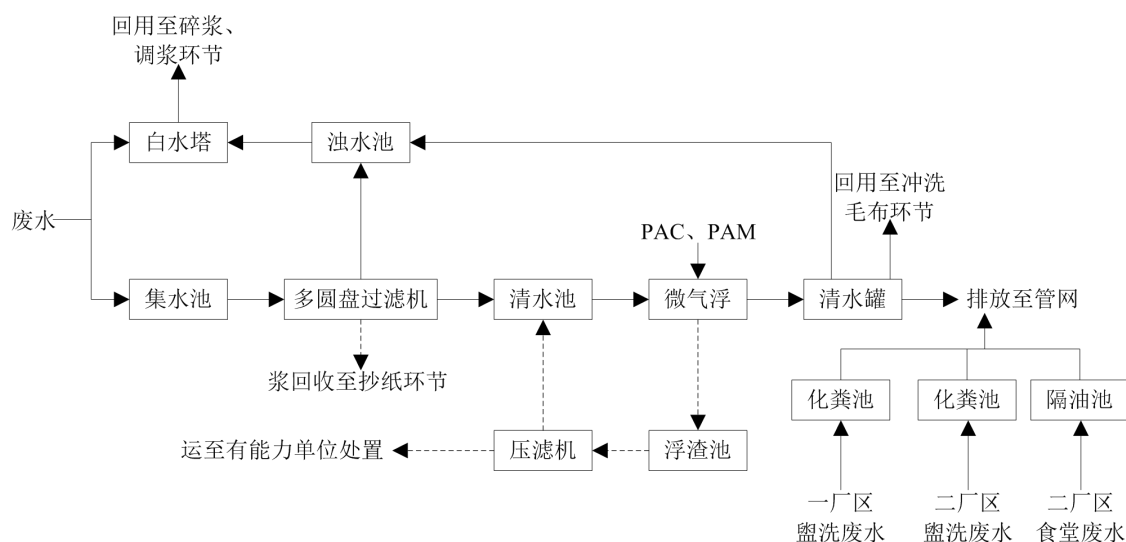 回用至碎浆、
调浆环节
白水塔
浊水池
回用至冲洗
毛布环节
废水
PAC、PAM
集水池
多圆盘过滤机
清水池
微气浮
清水罐
排放至管网
浆回收至抄纸环节
化粪池
化粪池
隔油池
运至有能力单位处置
压滤机
浮渣池
一厂区
盥洗废水
二厂区
盥洗废水
二厂区
食堂废水